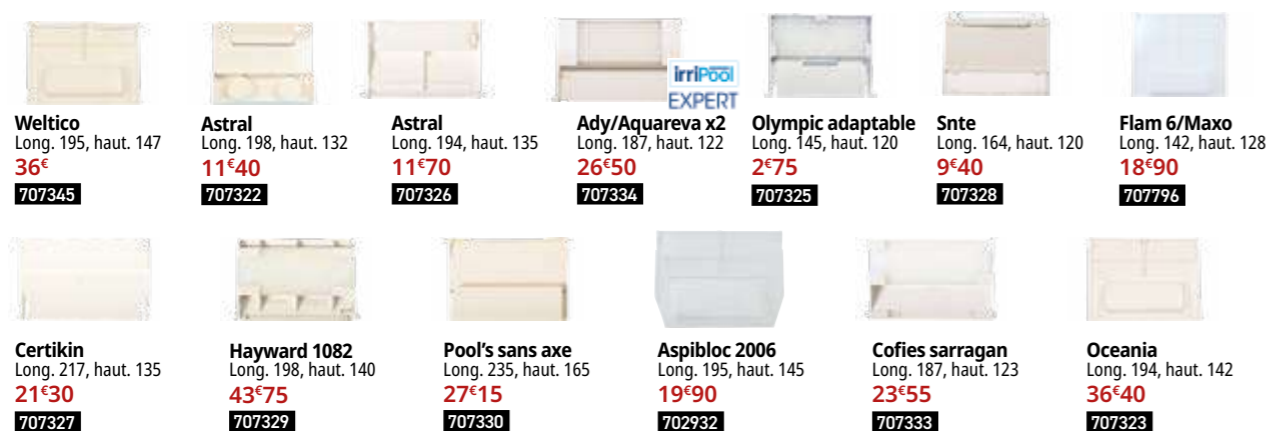 irriPool
EXPERT
Weltico
Long. 195, haut. 147
36€
707345
Astral
Long. 198, haut. 132
11€40
707322
Astral
Long. 194, haut. 135
11€70
707326
Ady/Aquareva x2
Long. 187, haut. 122
26€50
707334
Olympic adaptable
Long. 145, haut. 120
2€75
707325
Snte
Long. 164, haut. 120
9€40
707328
Flam 6/Maxo
Long. 142, haut. 128
18€90
707796
Certikin
Long. 217, haut. 135
21€30
707327
Hayward 1082
Long. 198, haut. 140
43€75
707329
Pool's sans axe
Long. 235, haut. 165
27€15
707330
Aspibloc 2006
Long. 195, haut. 145
19€90
702932
Cofies sarragan
Long. 187, haut. 123
23€55
707333
Oceania
Long. 194, haut. 142
36€40
707323